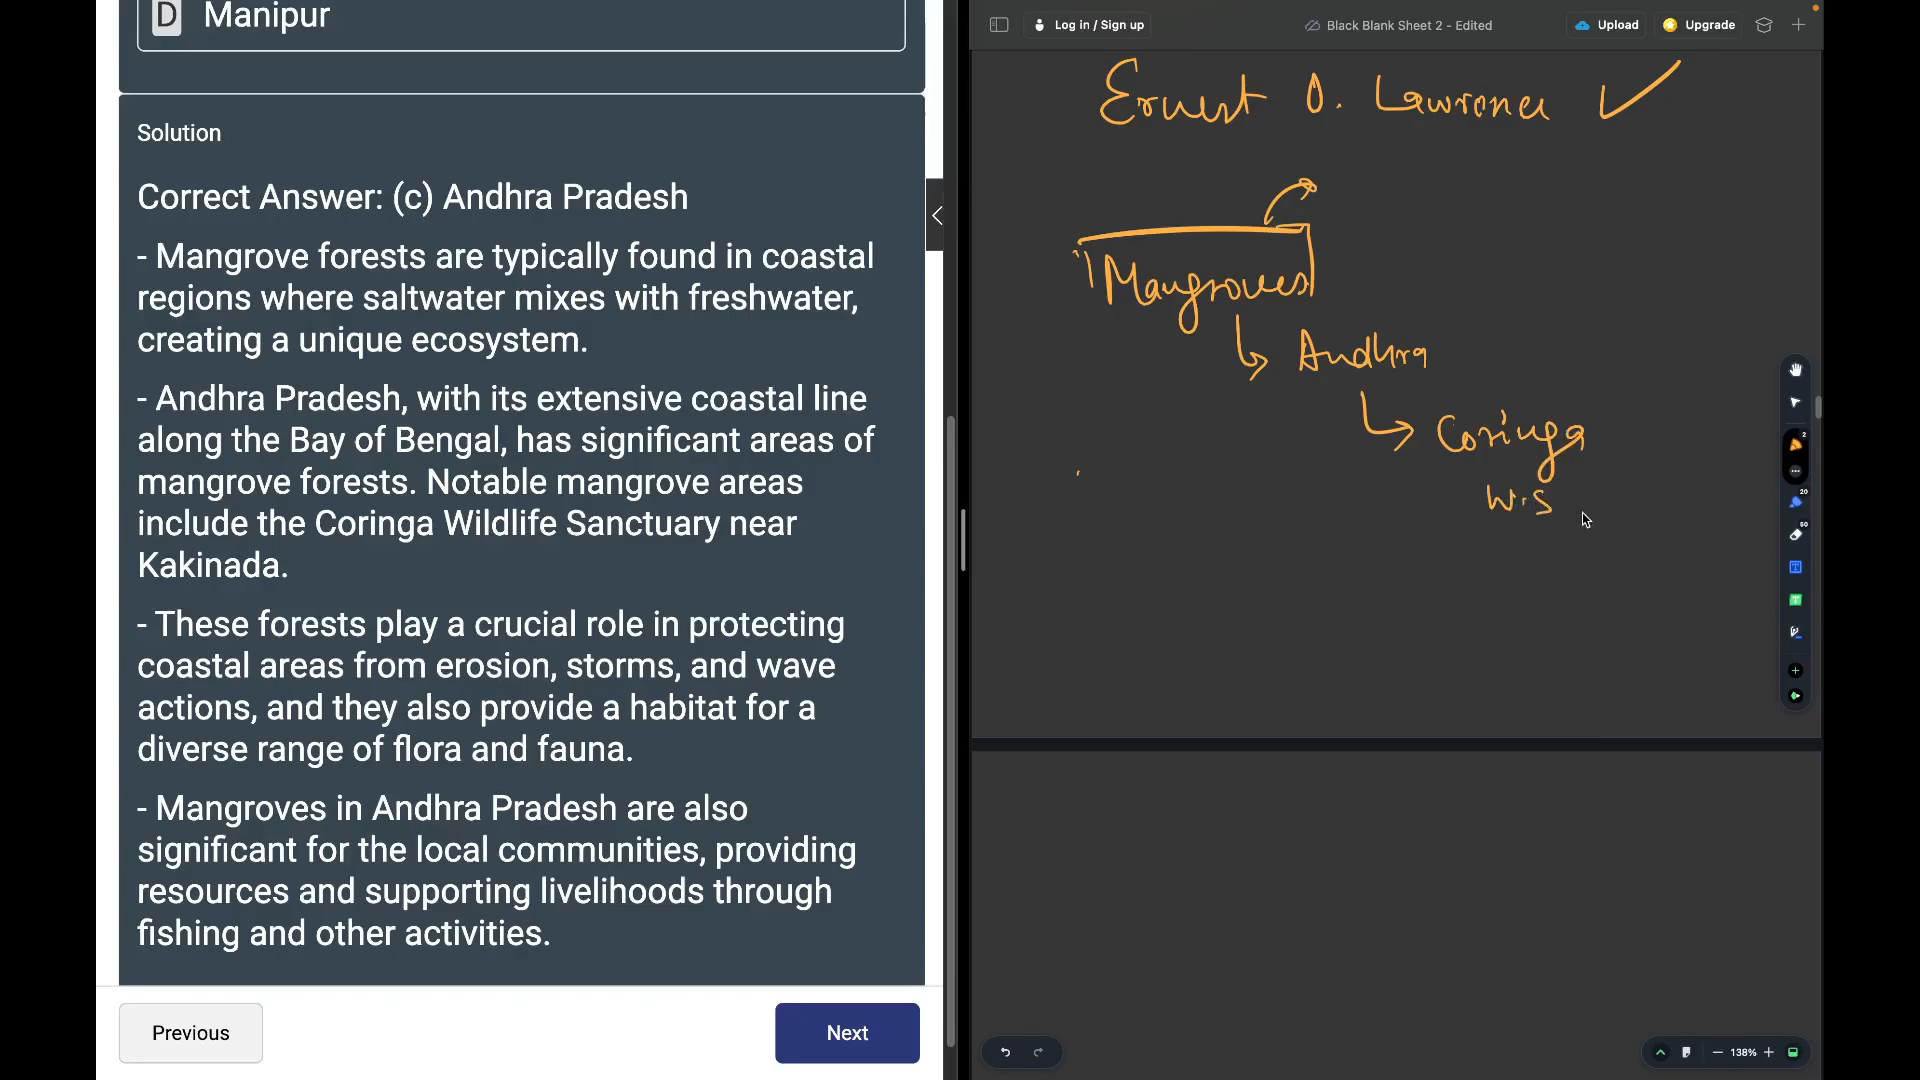 D Manipur
Solution
Correct Answer: (c) Andhra Pradesh
- Mangrove forests are typically found in coastal
regions where saltwater mixes with freshwater,
creating a unique ecosystem.
- Andhra Pradesh, with its extensive coastal line
along the Bay of Bengal, has significant areas of
mangrove forests. Notable mangrove areas
include the Coringa Wildlife Sanctuary near
Kakinada.
- These forests play a crucial role in protecting
coastal areas from erosion, storms, and wave
actions, and they also provide a habitat for a
diverse range of flora and fauna.
- Mangroves in Andhra Pradesh are also
significant for the local communities, providing
resources and supporting livelihoods through
fishing and other activities.
Previous
Next
Log in / Sign up
Black Blank Sheet 2 - Edited
Upload
Upgrade
Ernest O. Lawrence
Mangroves
Andhra
Coringa
W.S
2
20
50
138%